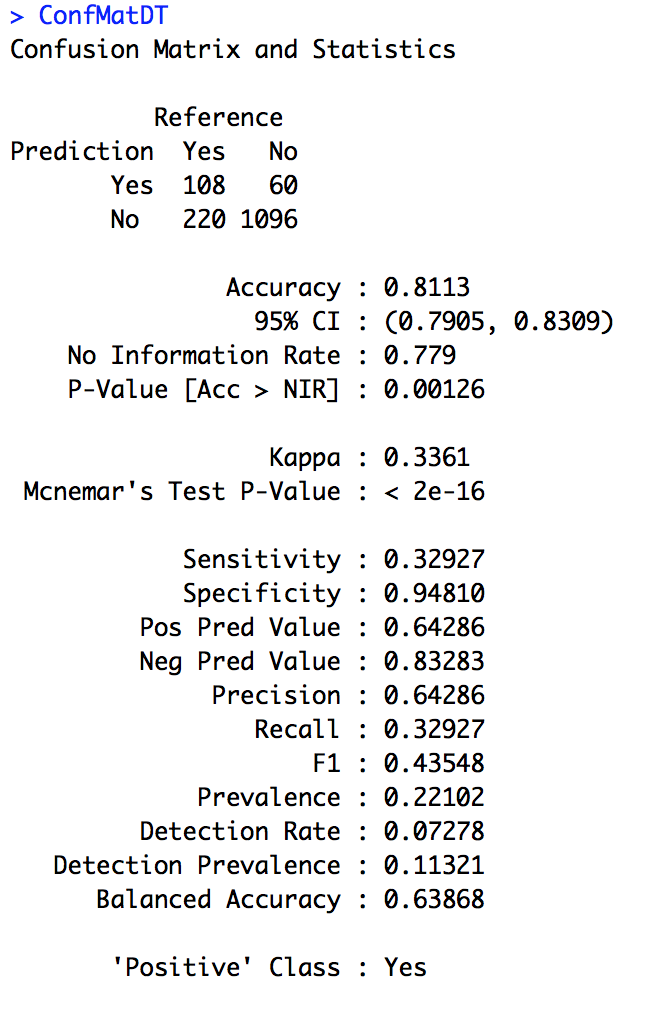 > ConfMatDT
Confusion Matrix and Statistics
Reference
Prediction Yes No
Yes 108 60
No 220 1096
Accuracy : 0.8113
95% CI : (0.7905, 0.8309)
No Information Rate : 0.779
P-Value [Acc > NIR] : 0.00126
Kappa : 0.3361
Mcnemar's Test P-Value : < 2e-16
Sensitivity : 0.32927
Specificity : 0.94810
Pos Pred Value : 0.64286
Neg Pred Value : 0.83283
Precision : 0.64286
Recall : 0.32927
F1 : 0.43548
Prevalence : 0.22102
Detection Rate : 0.07278
Detection Prevalence : 0.11321
Balanced Accuracy : 0.63868
'Positive' Class : Yes